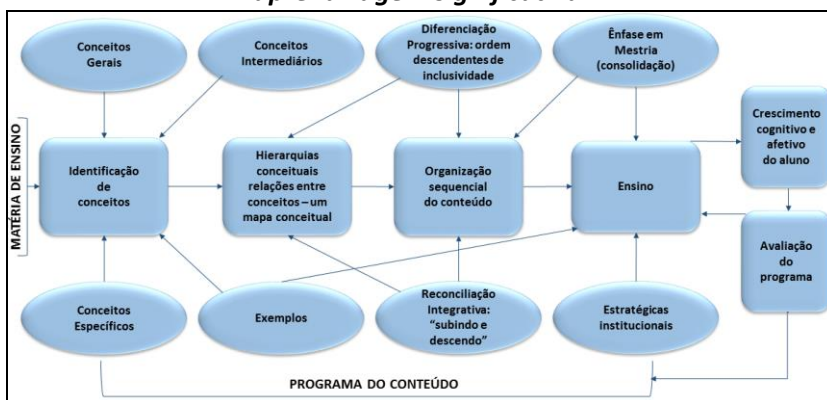 Conceitos
Gerais
Conceitos
Intermediários
Diferenciação
Progressiva: ordem
descendentes de
inclusividade
Ênfase em
Mestria
(consolidação)
MATÉRIA DE ENSINO
Identificação
de
conceitos
Hierarquias
conceituais
relações entre
conceitos – um
mapa conceitual
Organização
sequencial
do conteúdo
Ensino
Crescimento
cognitivo e
afetivo
do aluno
Avaliação
do
programa
Conceitos
Específicos
Exemplos
Reconciliação
Integrativa:
“subindo e
descendo”
Estratégicas
institucionais
PROGRAMA DO CONTEÚDO